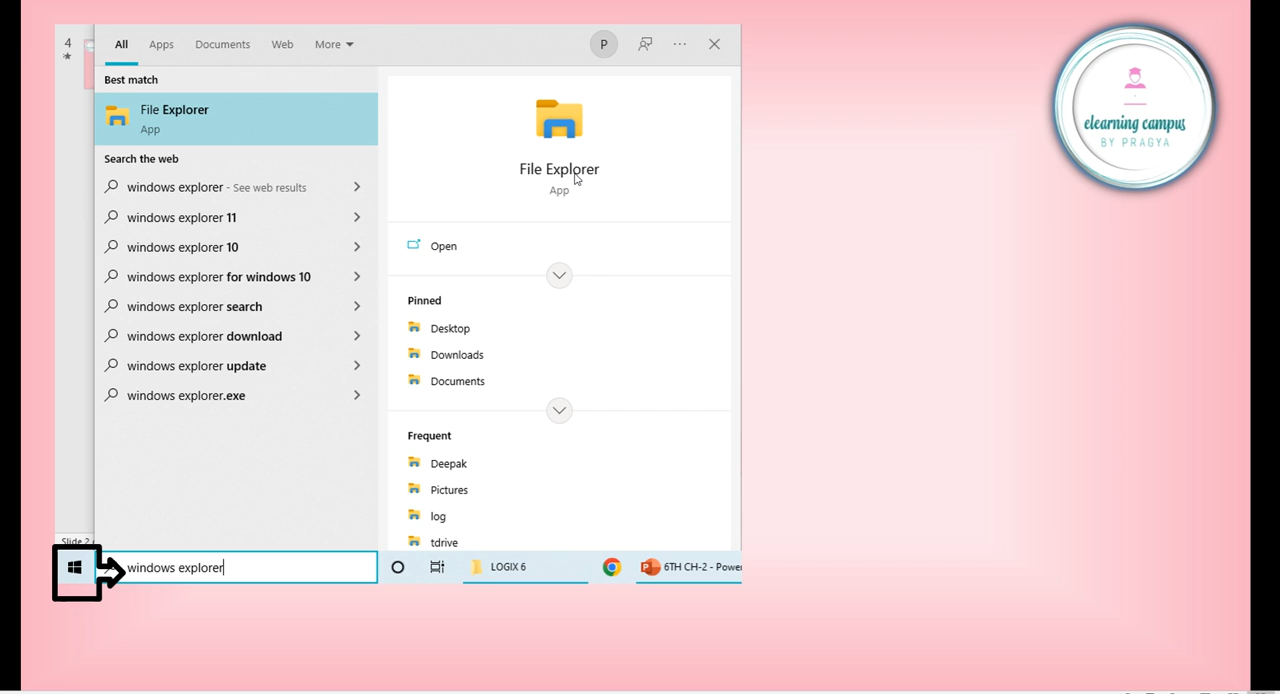 4
All Apps Documents Web More
P
Best match
File Explorer
App
Search the web
windows explorer - See web results
windows explorer 11
windows explorer 10
windows explorer for windows 10
windows explorer search
windows explorer download
windows explorer update
windows explorer.exe
File Explorer
App
Open
Pinned
Desktop
Downloads
Documents
Frequent
Deepak
Pictures
log
tdrive
Slide 2
windows explorer
LOGIX 6
6TH CH-2 - Power
elearning campus
BY PRAGYA